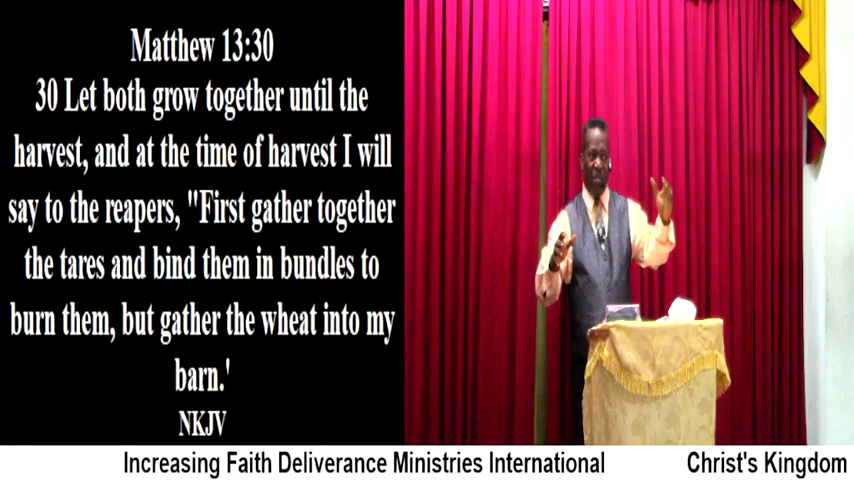 Matthew 13:30
30 Let both grow together until the
harvest, and at the time of harvest I will
say to the reapers, "First gather together
the tares and bind them in bundles to
burn them, but gather the wheat into my
barn.'
NKJV
Increasing Faith Deliverance Ministries International
Christ's Kingdom